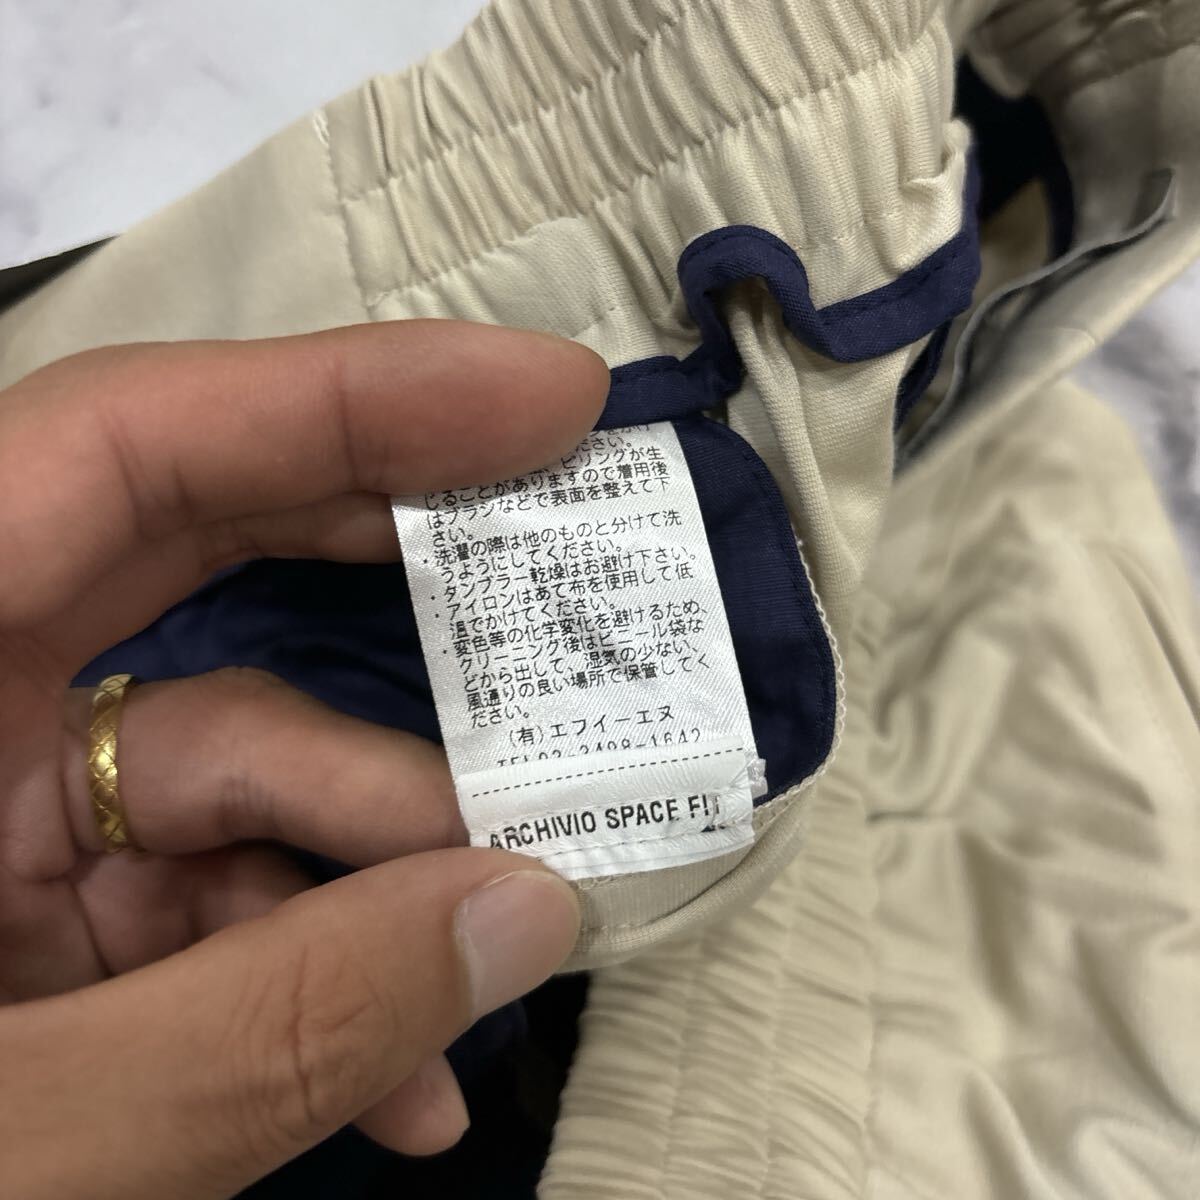 ださい。
ピリングが生
じることがありますので着用後
はブラシなどで表面を整えて下
さい。
・洗濯の際は他のものと分けて洗
うようにしてください。
・タンブラー乾燥はお避け下さい。
・アイロンはあて布を使用して低
温でかけてください。
・変色等の化学変化を避けるため、
クリーニング後はビニール袋な
どから出して、湿気の少ない、
風通りの良い場所で保管してく
ださい。
(有)エフイーエヌ
TEL03-3498-1642
ARCHIVIO SPACE FIT